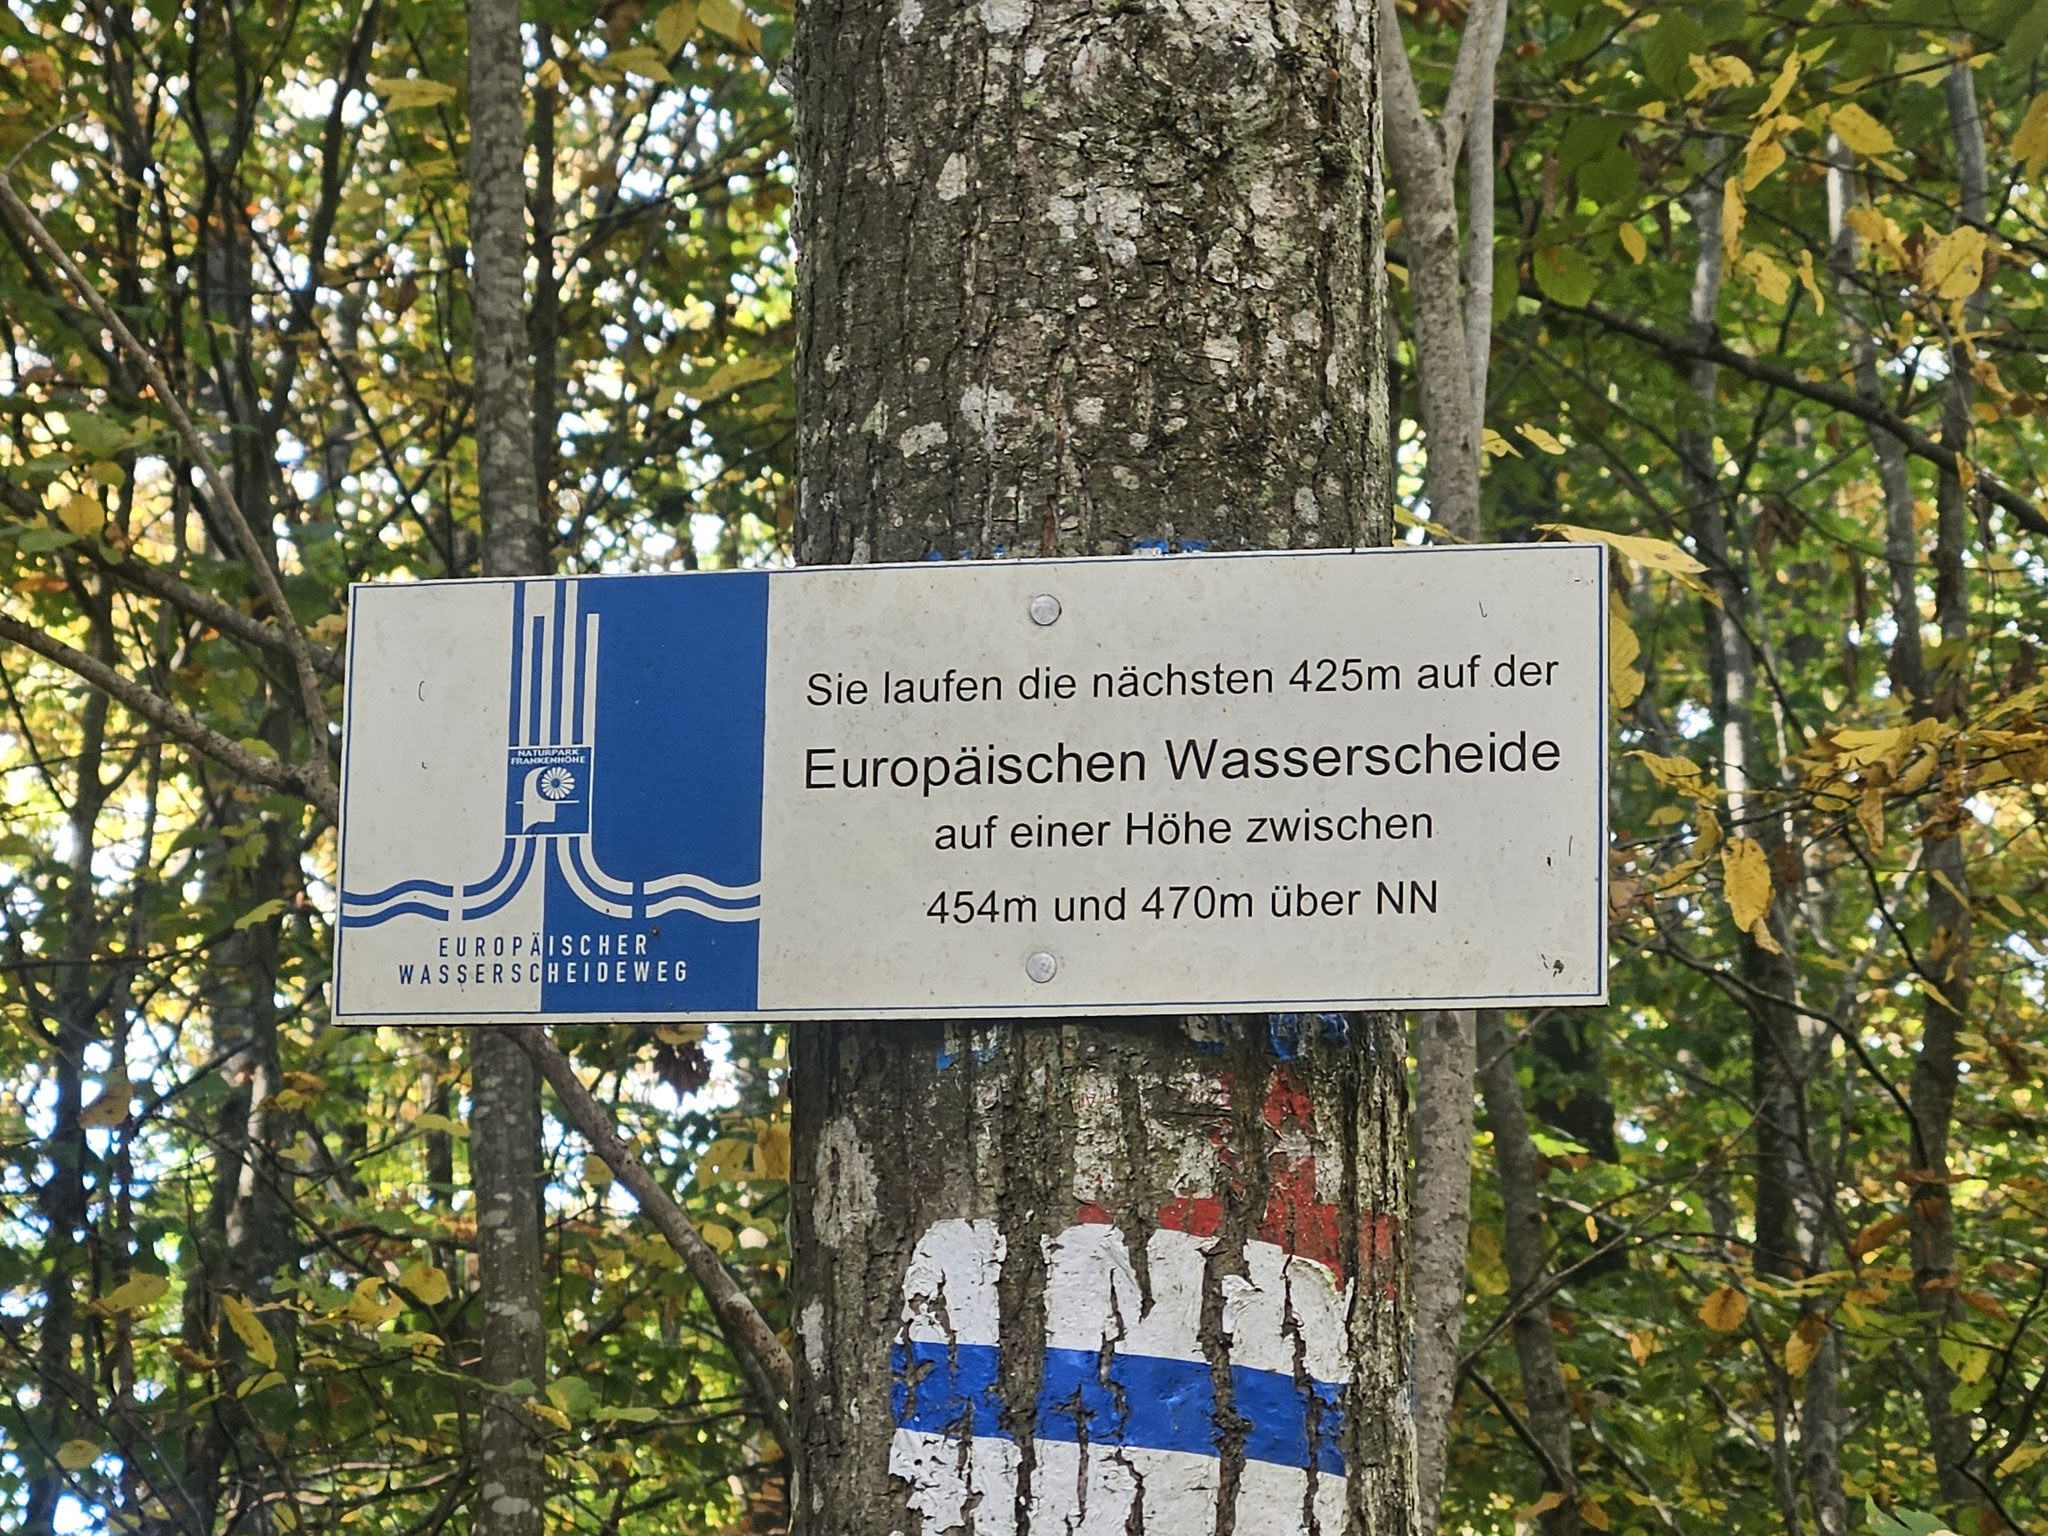 NATURPARK
FRANKENHÖHE
EUROPÄISCHER
WASSERSCHEIDEWEG
Sie laufen die nächsten 425m auf der
Europäischen Wasserscheide
auf einer Höhe zwischen
454m und 470m über NN